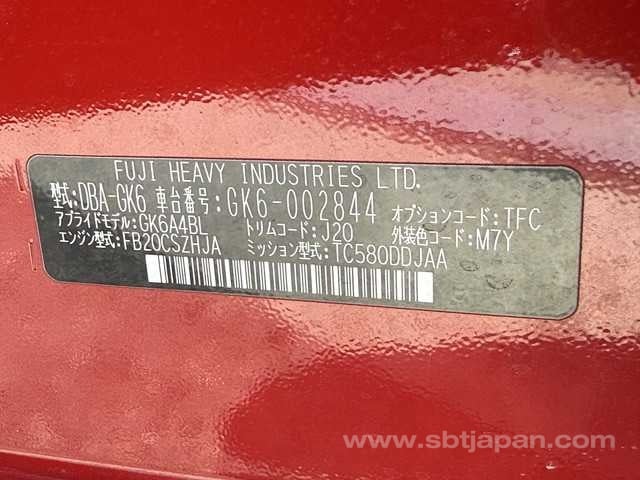 FUJI HEAVY INDUSTRIES LTD.
型式: DBA-GK6 車台番号: GK6-002844 オプションコード: TFC
アプライドモデル: GK6A4BL トリムコード: J20 外装色コード: M7Y
エンジン型式: FB20CSZHJA ミッション型式: TC580DDJAA
www.sbtjapan.com